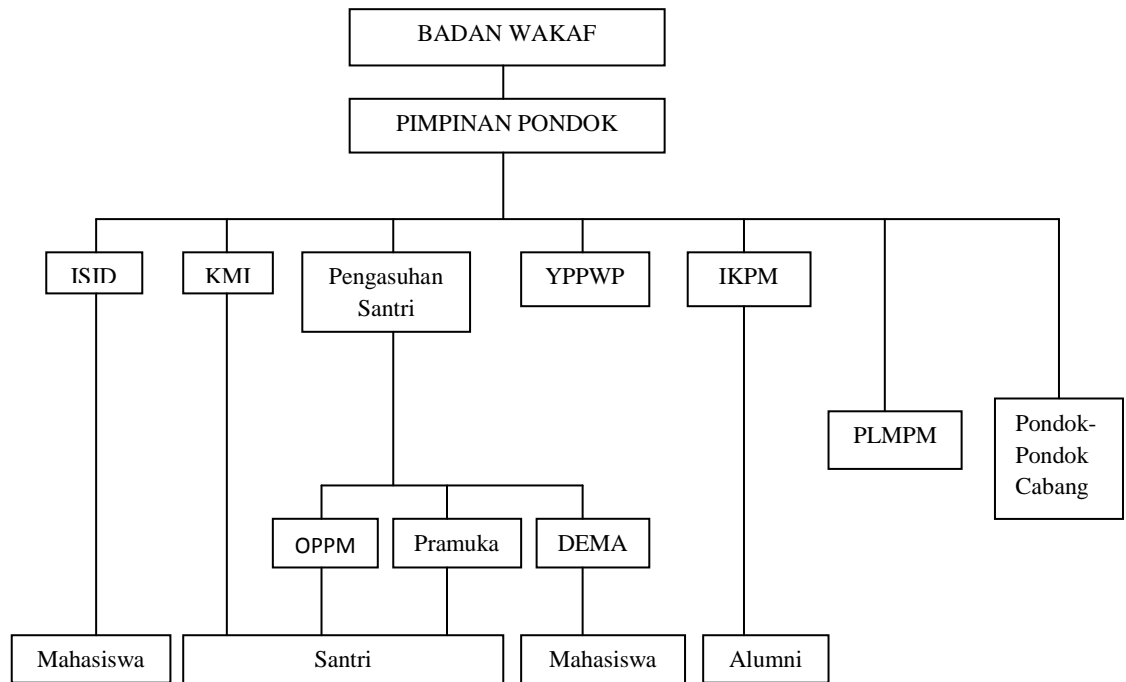 BADAN WAKAF
PIMPINAN PONDOK
ISID
KMI
Pengasuhan
Santri
YPPWP
IKPM
PLMPM
Pondok-
Pondok
Cabang
OPPM
Pramuka
DEMA
Mahasiswa
Santri
Mahasiswa
Alumni